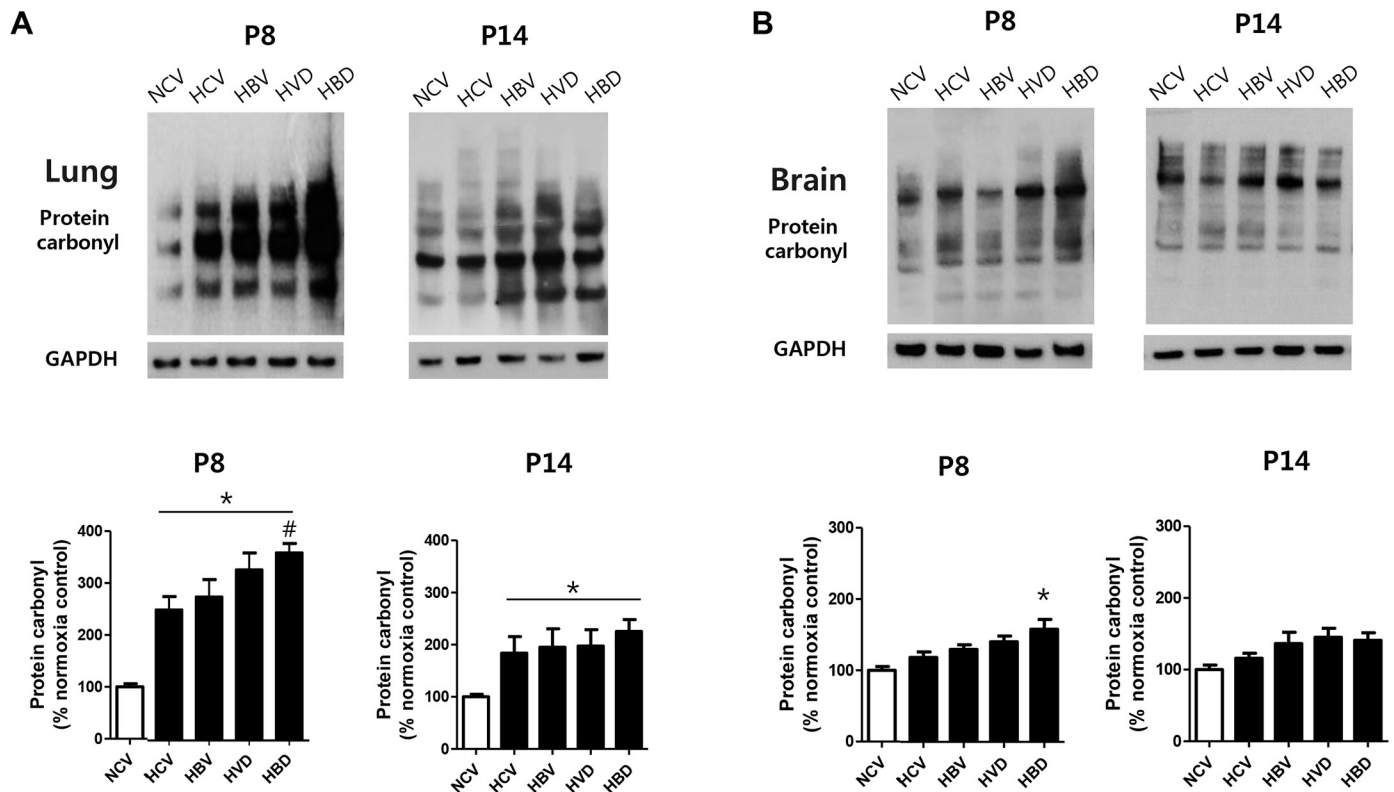 A
P8
P14
NCV HCV HBV HVD HBD
NCV HCV HBV HVD HBD
Lung
Protein
carbonyl
GAPDH
P8
P14
*
#
Protein carbonyl
(% normoxia control)
400
300
200
100
0
NCV HCV HBV HVD HBD
*
Protein carbonyl
(% normoxia control)
400
300
200
100
0
NCV HCV HBV HVD HBD
B
P8
P14
NCV HCV HBV HVD HBD
NCV HCV HBV HVD HBD
Brain
Protein
carbonyl
GAPDH
P8
P14
*
Protein carbonyl
(% normoxia control)
300
200
100
0
NCV HCV HBV HVD HBD
Protein carbonyl
(% normoxia control)
300
200
100
0
NCV HCV HBV HVD HBD